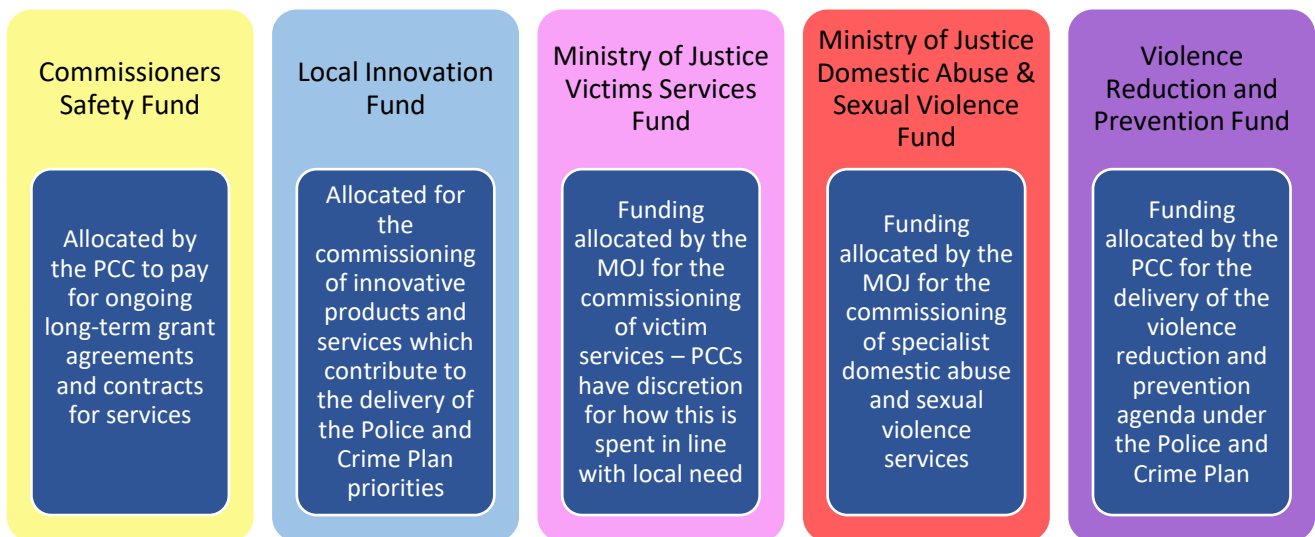 Commissioners
Safety Fund
Allocated by
the PCC to pay
for ongoing
long-term grant
agreements
and contracts
for services
Local Innovation
Fund
Allocated for
the
commissioning
of innovative
products and
services which
contribute to
the delivery of
the Police and
Crime Plan
priorities
Ministry of Justice
Victims Services
Fund
Funding
allocated by the
MOJ for the
commissioning
of victim
services – PCCs
have discretion
for how this is
spent in line
with local need
Ministry of Justice
Domestic Abuse &
Sexual Violence
Fund
Funding
allocated by the
MOJ for the
commissioning
of specialist
domestic abuse
and sexual
violence
services
Violence
Reduction and
Prevention Fund
Funding
allocated by the
PCC for the
delivery of the
violence
reduction and
prevention
agenda under
the Police and
Crime Plan